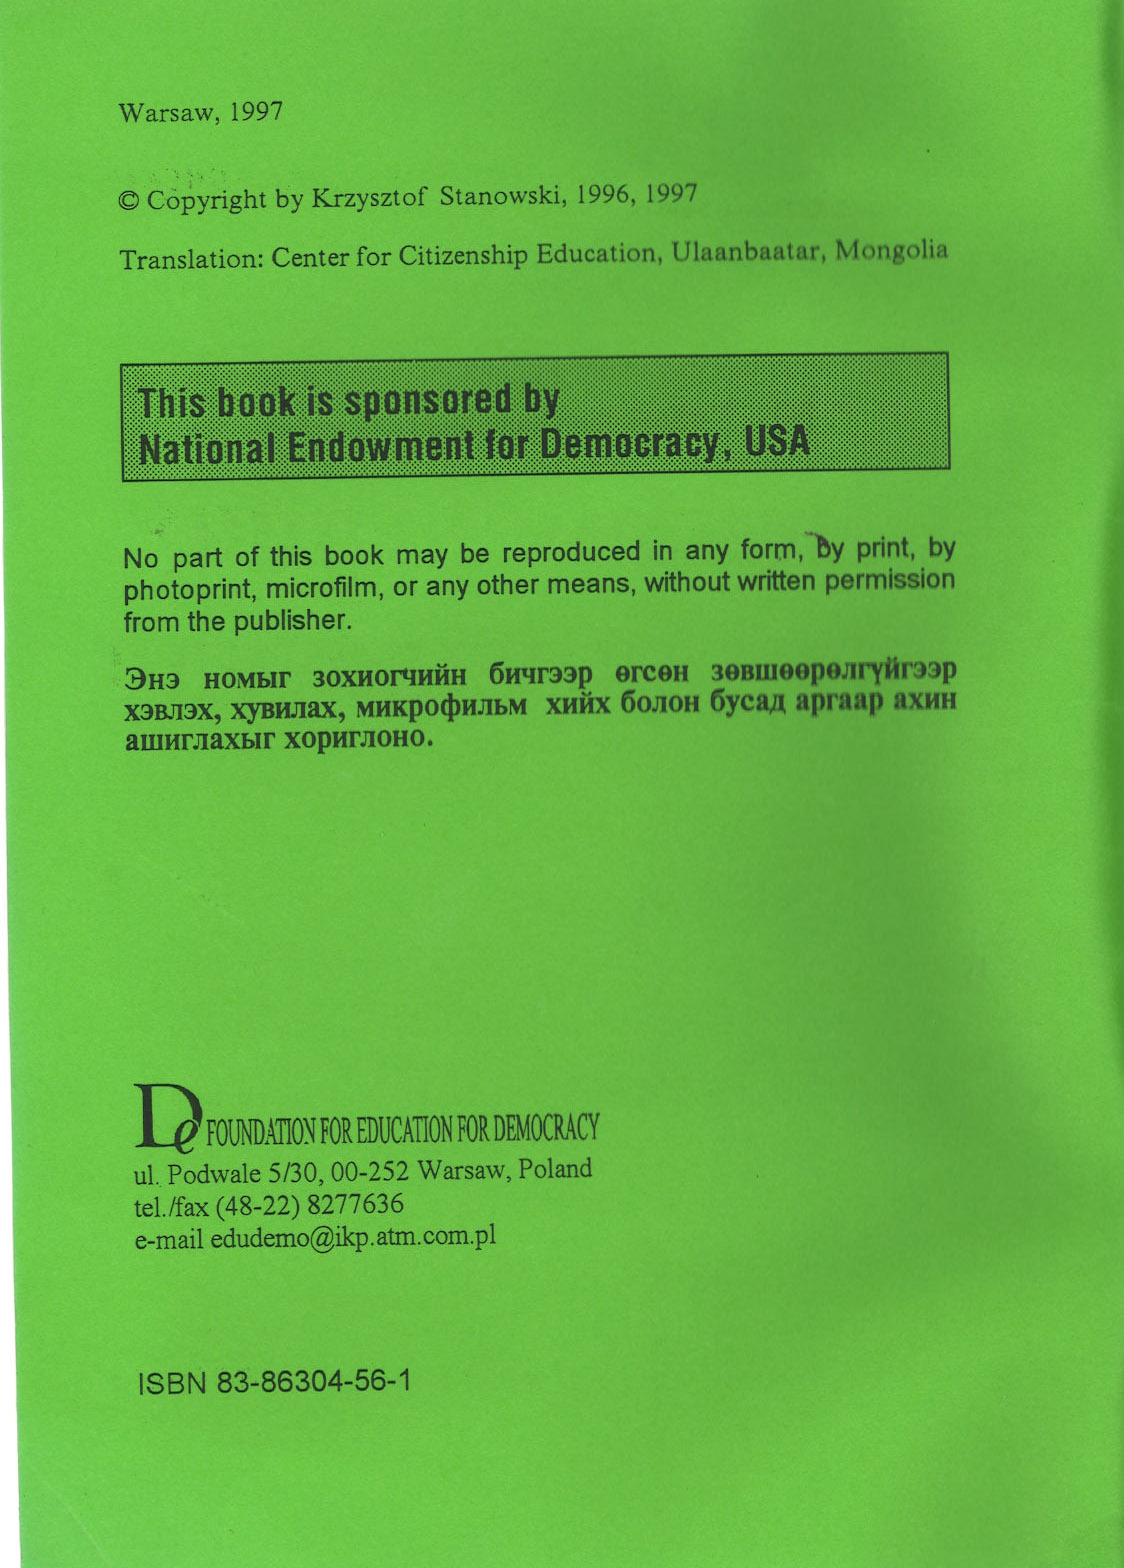 Warsaw, 1997
© Copyright by Krzysztof Stanowski, 1996, 1997
Translation: Center for Citizenship Education, Ulaanbaatar, Mongolia
This book is sponsored by
National Endowment for Democracy, USA
No part of this book may be reproduced in any form, by print, by
photoprint, microfilm, or any other means, without written permission
from the publisher.
Энэ номыг зохиогчийн бичгээр өгсөн зөвшөөрөлгүйгээр
хэвлэх, хувилах, микрофильм хийх болон бусад аргаар ахин
ашиглахыг хориглоно.
De FOUNDATION FOR EDUCATION FOR DEMOCRACY
ul. Podwale 5/30, 00-252 Warsaw, Poland
tel./fax (48-22) 8277636
e-mail edudemo@ikp.atm.com.pl
ISBN 83-86304-56-1